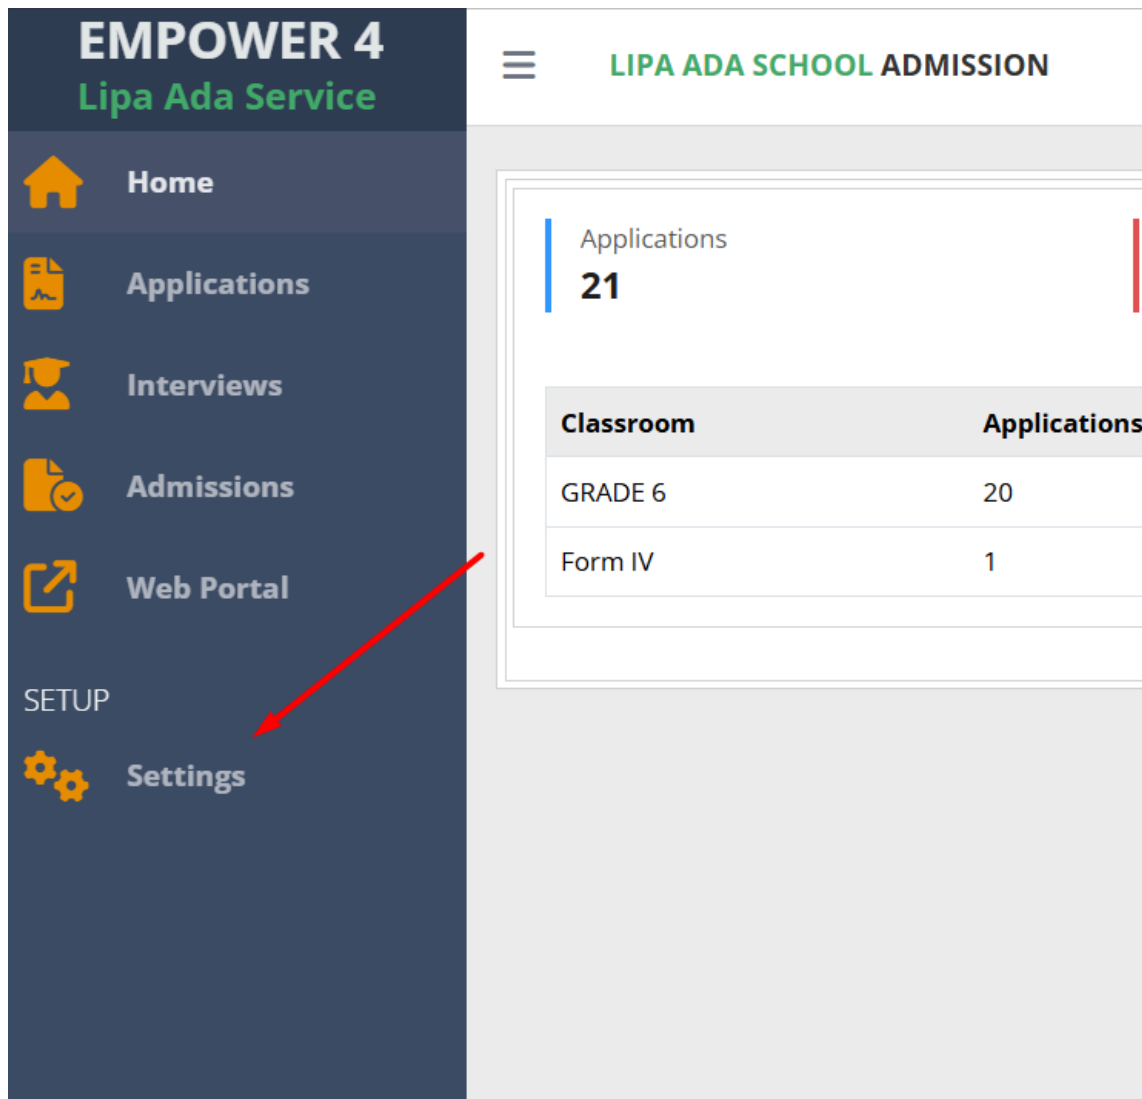 EMPOWER 4
Lipa Ada Service
Home
Applications
Interviews
Admissions
Web Portal
SETUP
Settings
LIPA ADA SCHOOL ADMISSION
Applications
21
Classroom Applications
GRADE 6 20
Form IV 1